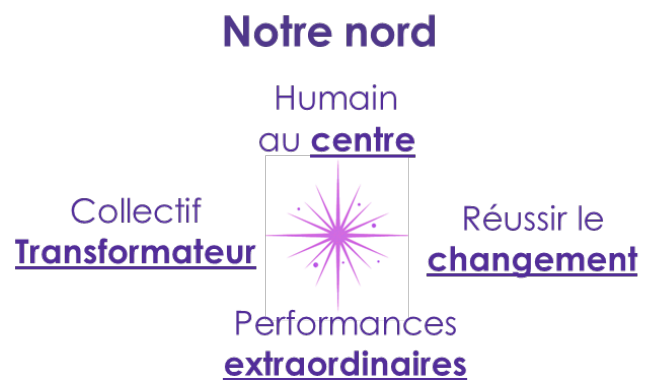 Notre nord
Humain
au centre
Collectif
Transformateur
Réussir le
changement
Performances
extraordinaires